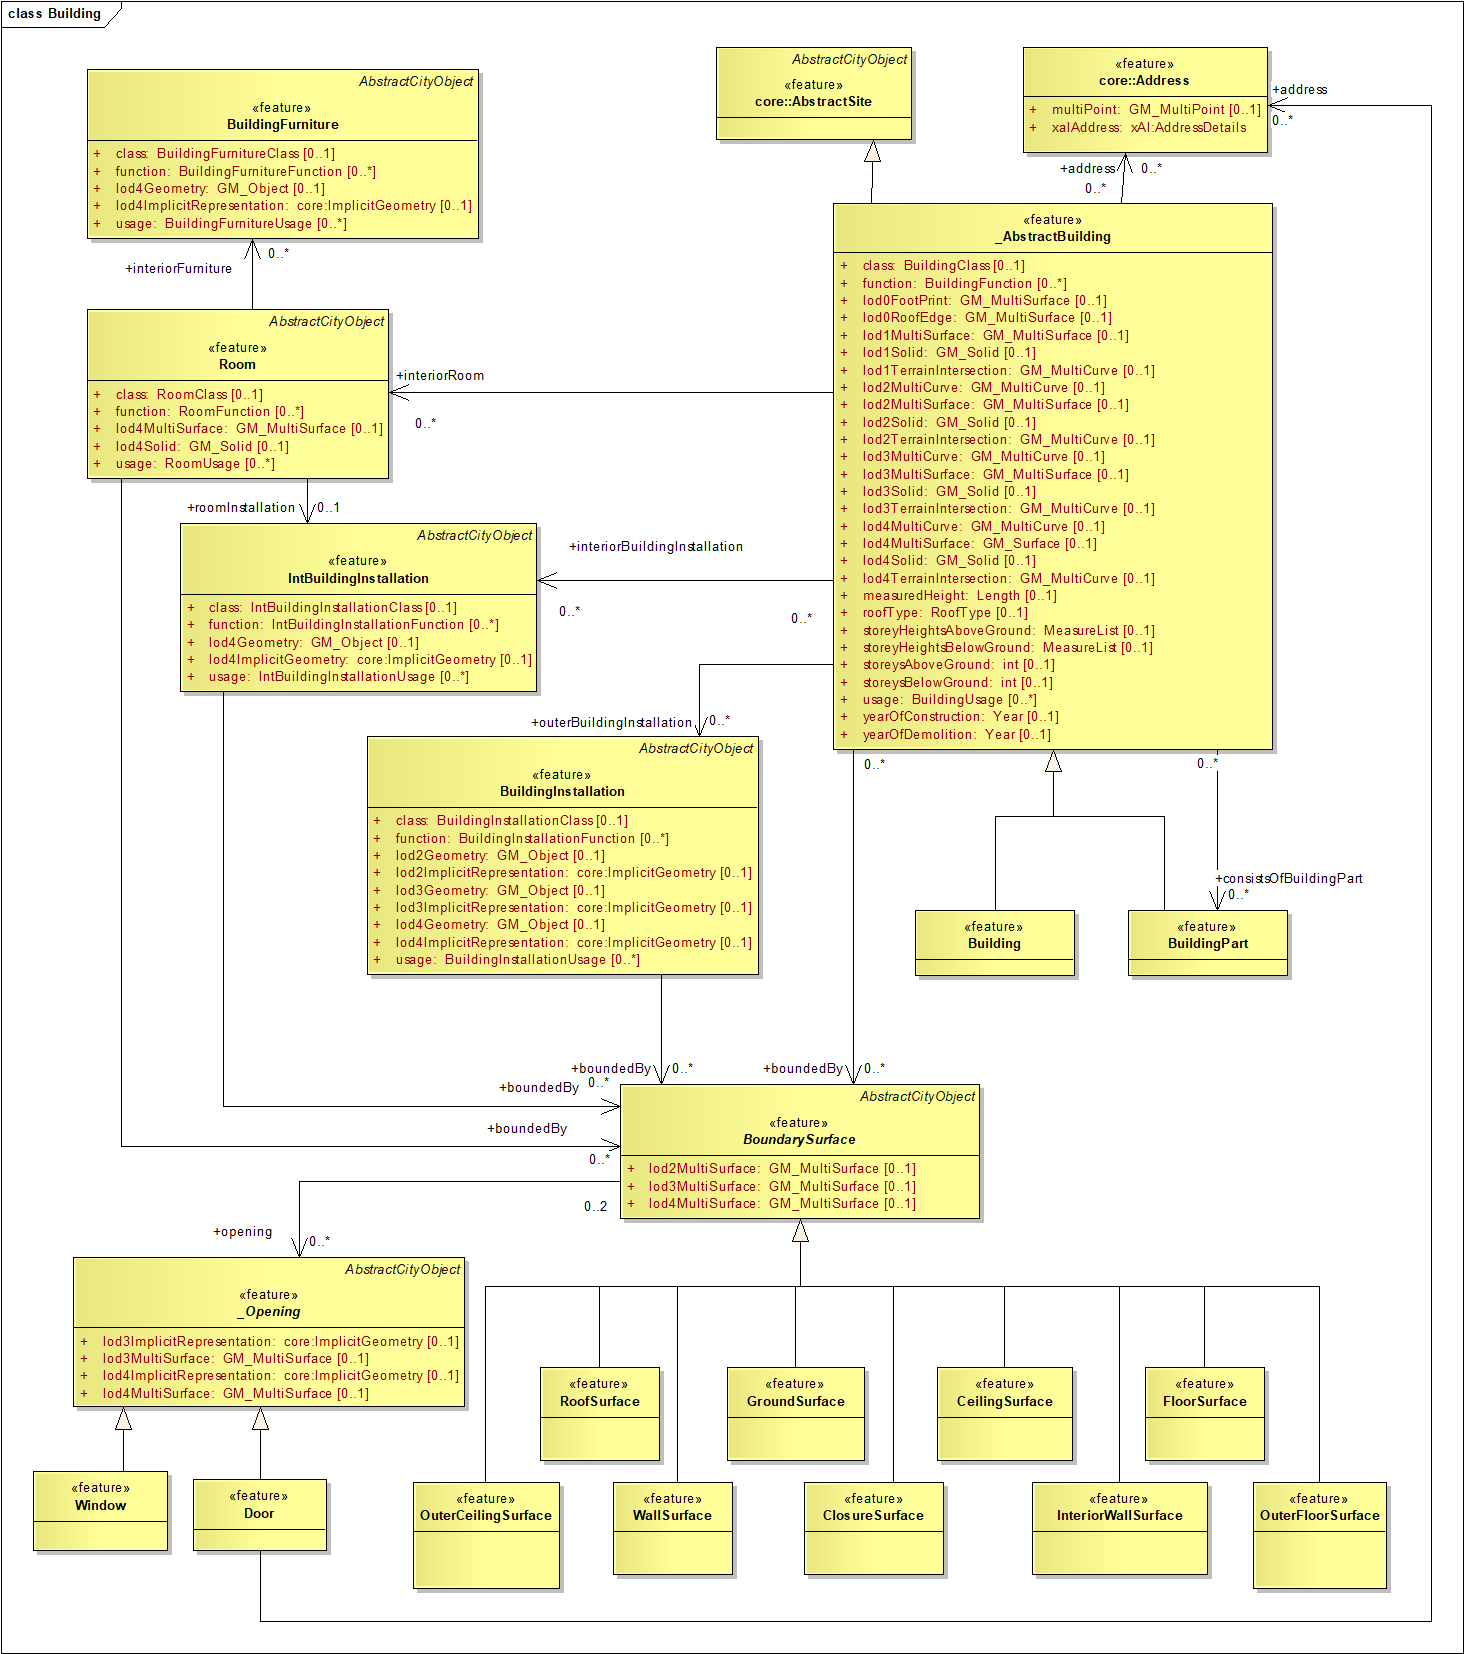 class Building
AbstractCityObject
«feature»
BuildingFurniture
+ class: BuildingFurnitureClass [0..1]
+ function: BuildingFurnitureFunction [0..*]
+ lod4Geometry: GM_Object [0..1]
+ lod4ImplicitRepresentation: core:ImplicitGeometry [0..1]
+ usage: BuildingFurnitureUsage [0..*]
AbstractCityObject
«feature»
core::AbstractSite
«feature»
core::Address
+ multiPoint: GM_MultiPoint [0..1]
+ xalAddress: xAl:AddressDetails
+address
0..*
+address
0..*
0..*
0..*
+interiorFurniture
AbstractCityObject
«feature»
Room
+ class: RoomClass [0..1]
+ function: RoomFunction [0..*]
+ lod4MultiSurface: GM_MultiSurface [0..1]
+ lod4Solid: GM_Solid [0..1]
+ usage: RoomUsage [0..*]
+interiorRoom
0..*
«feature»
_AbstractBuilding
+ class: BuildingClass [0..1]
+ function: BuildingFunction [0..*]
+ lod0FootPrint: GM_MultiSurface [0..1]
+ lod0RoofEdge: GM_MultiSurface [0..1]
+ lod1MultiSurface: GM_MultiSurface [0..1]
+ lod1Solid: GM_Solid [0..1]
+ lod1TerrainIntersection: GM_MultiCurve [0..1]
+ lod2MultiCurve: GM_MultiCurve [0..1]
+ lod2MultiSurface: GM_MultiSurface [0..1]
+ lod2Solid: GM_Solid [0..1]
+ lod2TerrainIntersection: GM_MultiCurve [0..1]
+ lod3MultiCurve: GM_MultiCurve [0..1]
+ lod3MultiSurface: GM_MultiSurface [0..1]
+ lod3Solid: GM_Solid [0..1]
+ lod3TerrainIntersection: GM_MultiCurve [0..1]
+ lod4MultiCurve: GM_MultiCurve [0..1]
+ lod4MultiSurface: GM_Surface [0..1]
+ lod4Solid: GM_Solid [0..1]
+ lod4TerrainIntersection: GM_MultiCurve [0..1]
+ measuredHeight: Length [0..1]
+ roofType: RoofType [0..1]
+ storeyHeightsAboveGround: MeasureList [0..1]
+ storeyHeightsBelowGround: MeasureList [0..1]
+ storeysAboveGround: int [0..1]
+ storeysBelowGround: int [0..1]
+ usage: BuildingUsage [0..*]
+ yearOfConstruction: Year [0..1]
+ yearOfDemolition: Year [0..1]
+roomInstallation
0..1
AbstractCityObject
«feature»
IntBuildingInstallation
+ class: IntBuildingInstallationClass [0..1]
+ function: IntBuildingInstallationFunction [0..*]
+ lod4Geometry: GM_Object [0..1]
+ lod4ImplicitGeometry: core:ImplicitGeometry [0..1]
+ usage: IntBuildingInstallationUsage [0..*]
+interiorBuildingInstallation
0..*
0..*
+outerBuildingInstallation
0..*
AbstractCityObject
«feature»
BuildingInstallation
+ class: BuildingInstallationClass [0..1]
+ function: BuildingInstallationFunction [0..*]
+ lod2Geometry: GM_Object [0..1]
+ lod2ImplicitRepresentation: core:ImplicitGeometry [0..1]
+ lod3Geometry: GM_Object [0..1]
+ lod3ImplicitRepresentation: core:ImplicitGeometry [0..1]
+ lod4Geometry: GM_Object [0..1]
+ lod4ImplicitRepresentation: core:ImplicitGeometry [0..1]
+ usage: BuildingInstallationUsage [0..*]
0..*
0..*
+consistsOfBuildingPart
0..*
«feature»
Building
«feature»
BuildingPart
+boundedBy
0..*
+boundedBy
0..*
+boundedBy
0..*
+boundedBy
0..*
AbstractCityObject
«feature»
BoundarySurface
+ lod2MultiSurface: GM_MultiSurface [0..1]
+ lod3MultiSurface: GM_MultiSurface [0..1]
+ lod4MultiSurface: GM_MultiSurface [0..1]
0..2
+opening
0..*
AbstractCityObject
«feature»
_Opening
+ lod3ImplicitRepresentation: core:ImplicitGeometry [0..1]
+ lod3MultiSurface: GM_MultiSurface [0..1]
+ lod4ImplicitRepresentation: core:ImplicitGeometry [0..1]
+ lod4MultiSurface: GM_MultiSurface [0..1]
«feature»
Window
«feature»
Door
«feature»
RoofSurface
«feature»
GroundSurface
«feature»
CeilingSurface
«feature»
FloorSurface
«feature»
OuterCeilingSurface
«feature»
WallSurface
«feature»
ClosureSurface
«feature»
InteriorWallSurface
«feature»
OuterFloorSurface